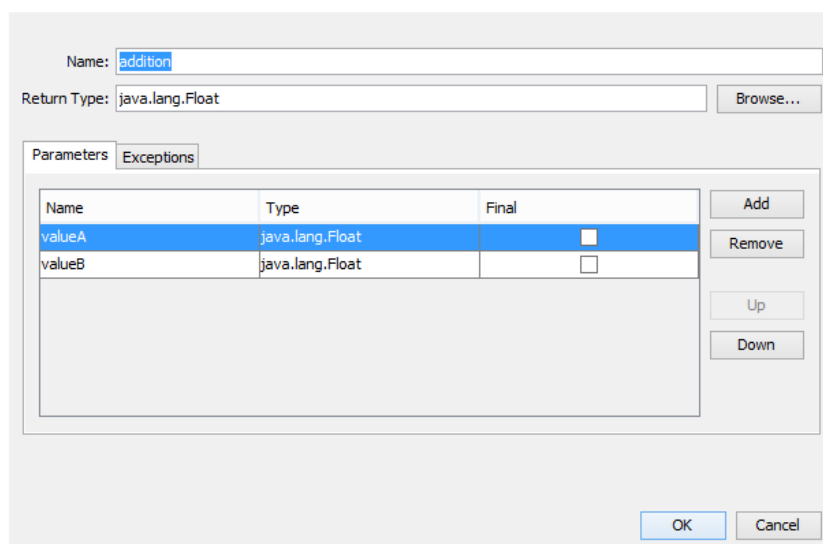 Name: addition
Return Type: java.lang.Float Browse...
Parameters Exceptions
Name Type Final Add
valueA java.lang.Float
Remove
valueB java.lang.Float
Up
Down
OK Cancel